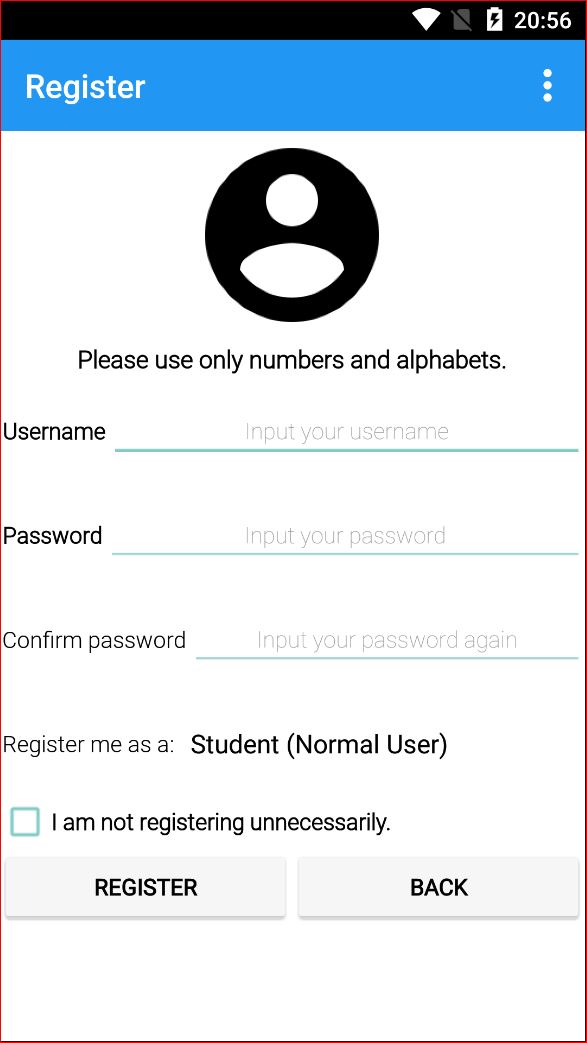 20:56
Register
Please use only numbers and alphabets.
Username Input your username
Password Input your password
Confirm password Input your password again
Register me as a: Student (Normal User)
I am not registering unnecessarily.
REGISTER BACK